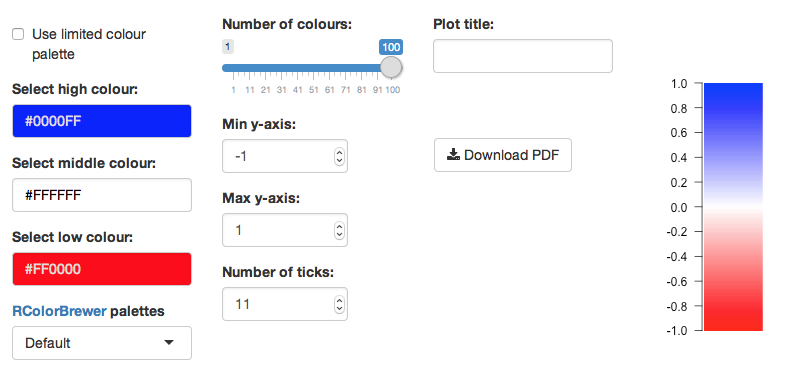 Use limited colour
palette
Select high colour:
#0000FF
Select middle colour:
#FFFFFF
Select low colour:
#FF0000
RColorBrewer palettes
Default
Number of colours:
1
100
1 11 21 31 41 51 61 71 81 91 100
Min y-axis:
-1
Max y-axis:
1
Number of ticks:
11
Plot title:
Download PDF
1.0
0.8
0.6
0.4
0.2
0.0
-0.2
-0.4
-0.6
-0.8
-1.0